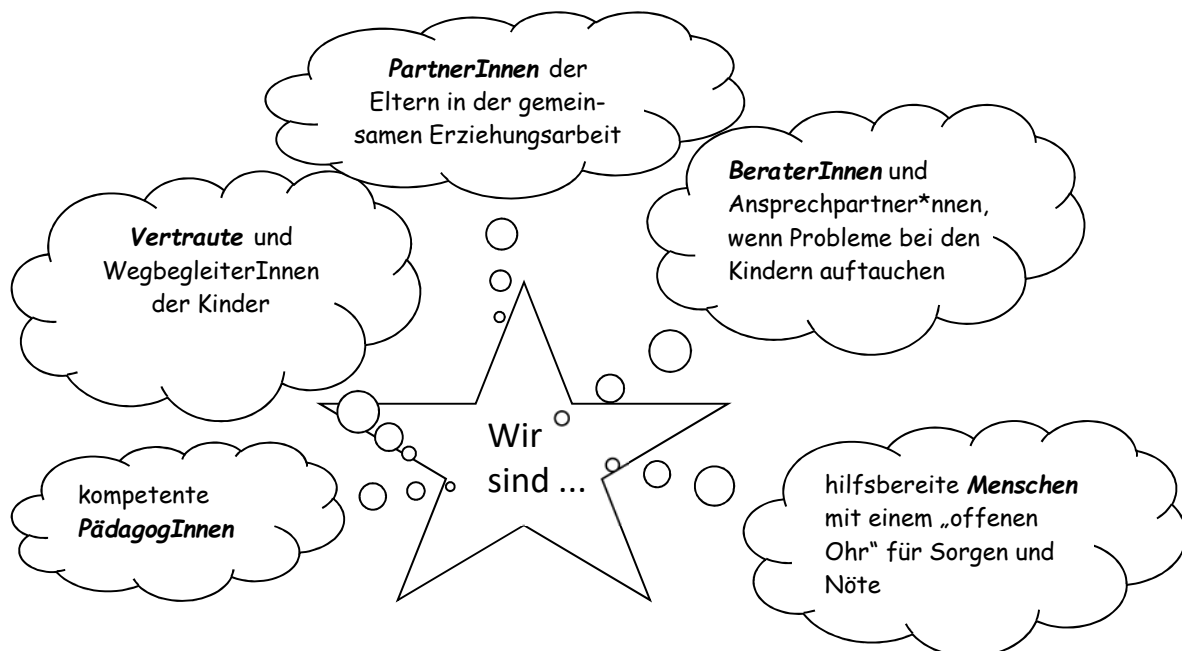 PartnerInnen der
Eltern in der gemein-
samen Erziehungsarbeit
BeraterInnen und
Ansprechpartner*nnen,
wenn Probleme bei den
Kindern auftauchen
Vertraute und
WegbegleiterInnen
der Kinder
Wir
sind ...
kompetente
PädagogInnen
hilfsbereite Menschen
mit einem „offenen
Ohr“ für Sorgen und
Nöte